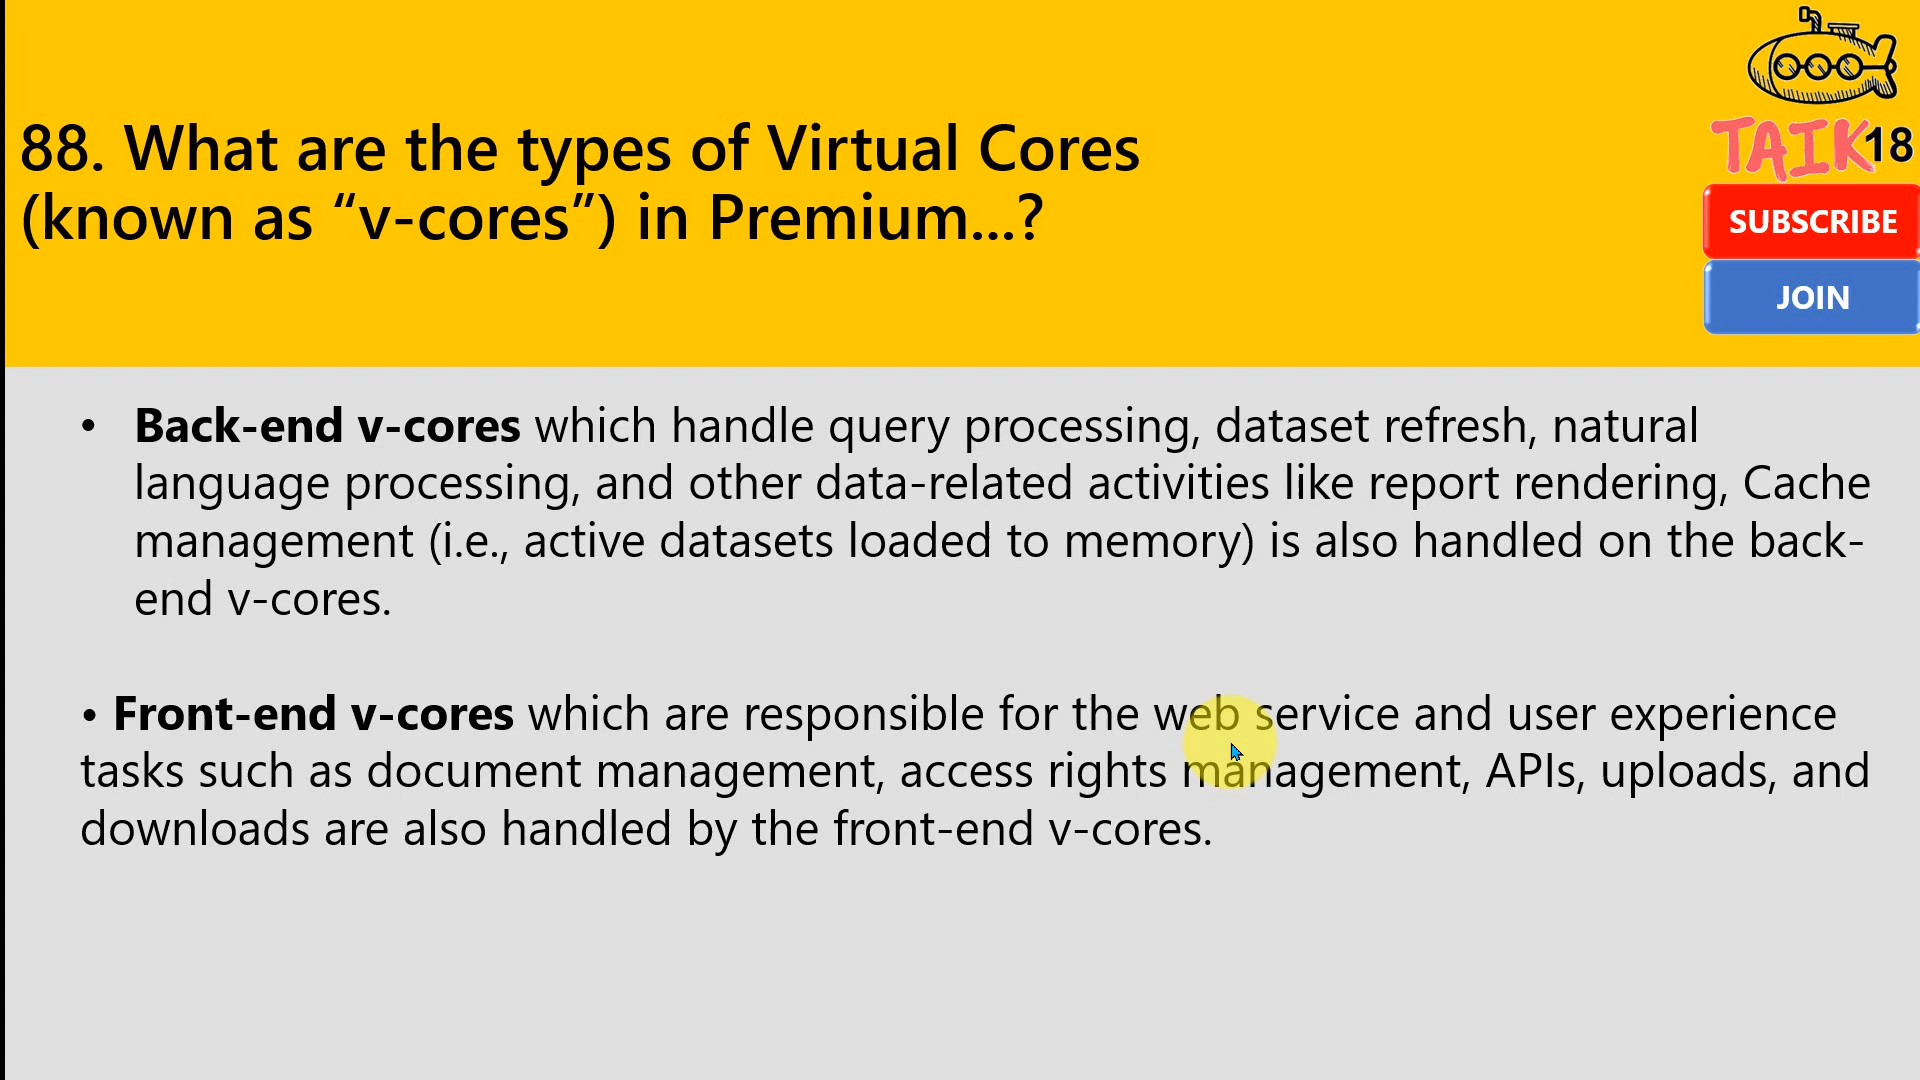 88. What are the types of Virtual Cores
(known as “v-cores”) in Premium...?
TAIK18
SUBSCRIBE
JOIN
• Back-end v-cores which handle query processing, dataset refresh, natural
language processing, and other data-related activities like report rendering, Cache
management (i.e., active datasets loaded to memory) is also handled on the back-
end v-cores.
• Front-end v-cores which are responsible for the web service and user experience
tasks such as document management, access rights management, APIs, uploads, and
downloads are also handled by the front-end v-cores.